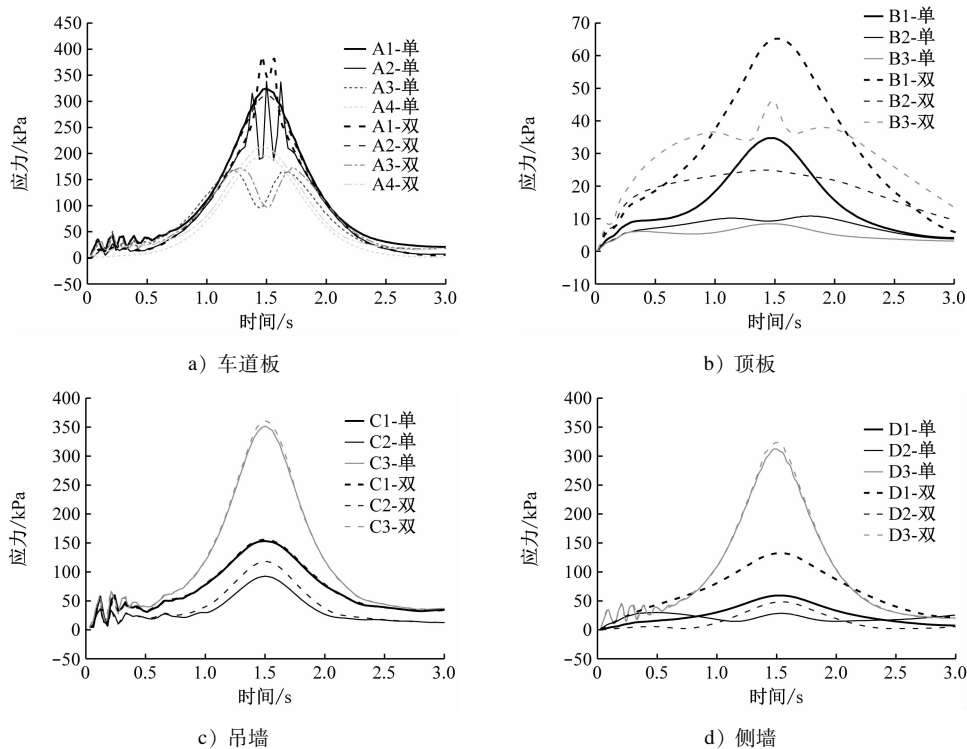 450
400
350
300
250
200
150
100
50
0
−50
应力/kPa
0
0.5
1.0
1.5
2.0
2.5
3.0
时间/s
A1-单
A2-单
A3-单
A4-单
A1-双
A2-双
A3-双
A4-双
a）车道板
70
60
50
40
30
20
10
0
−10
应力/kPa
0
0.5
1.0
1.5
2.0
2.5
3.0
时间/s
B1-单
B2-单
B3-单
B1-双
B2-双
B3-双
b）顶板
400
350
300
250
200
150
100
50
0
−50
应力/kPa
0
0.5
1.0
1.5
2.0
2.5
3.0
时间/s
C1-单
C2-单
C3-单
C1-双
C2-双
C3-双
c）吊墙
400
350
300
250
200
150
100
50
0
−50
应力/kPa
0
0.5
1.0
1.5
2.0
2.5
3.0
时间/s
D1-单
D2-单
D3-单
D1-双
D2-双
D3-双
d）侧墙